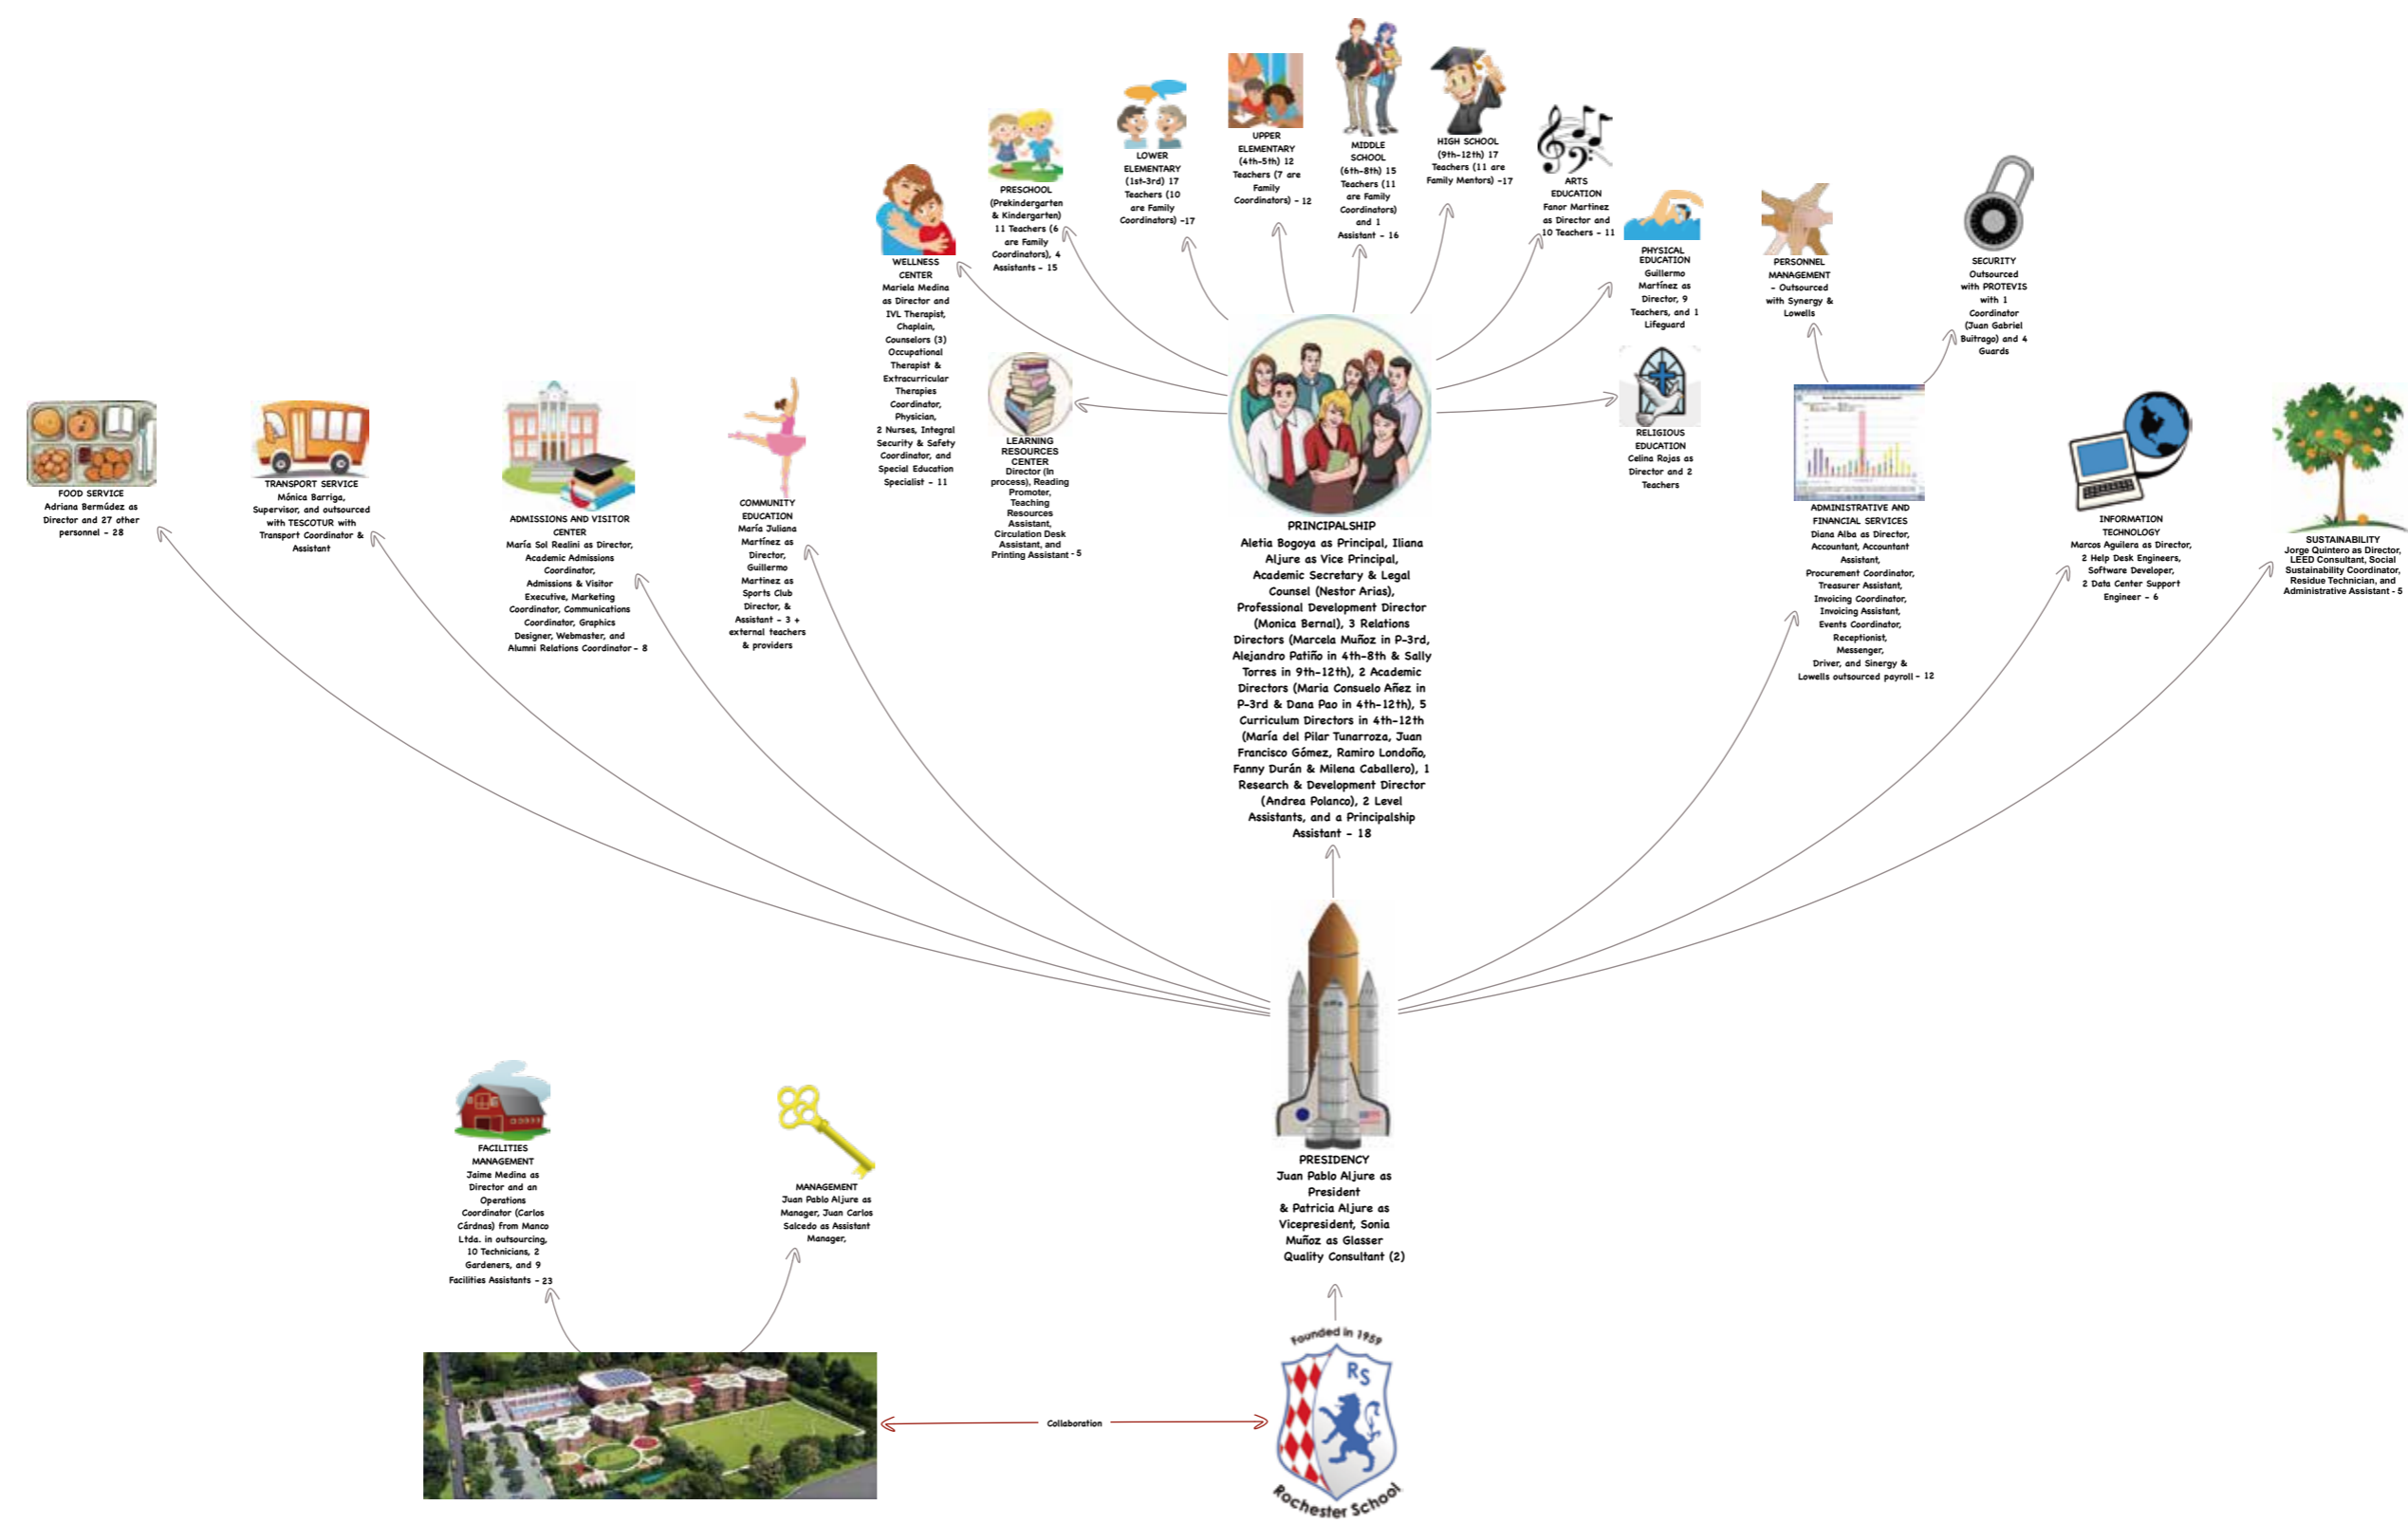 UPPER
ELEMENTARY
(4th-5th) 12
Teachers (7 are
Family
Coordinators) - 12
MIDDLE
SCHOOL
(6th-8th) 15
Teachers (11
are Family
Coordinators)
and 1
Assistant - 16
HIGH SCHOOL
(9th-12th) 17
Teachers (11 are
Family Mentors) -17
LOWER
ELEMENTARY
(1st-3rd) 17
Teachers (10
are Family
Coordinators) -17
ARTS
EDUCATION
Fanor Martinez
as Director and
10 Teachers - 11
PRESCHOOL
(Prekindergarten
& Kindergarten)
11 Teachers (6
are Family
Coordinators), 4
Assistants - 15
PHYSICAL
EDUCATION
Guillermo
Martínez as
Director, 9
Teachers, and 1
Lifeguard
WELLNESS
CENTER
Mariela Medina
as Director and
IVL Therapist,
Chaplain,
Counselors (3)
Occupational
Therapist &
Extracurricular
Therapies
Coordinator,
Physician,
2 Nurses, Integral
Security & Safety
Coordinator, and
Special Education
Specialist - 11
PERSONNEL
MANAGEMENT
- Outsourced
with Synergy &
Lowells
SECURITY
Outsourced
with PROTEVIS
with 1
Coordinator
(Juan Gabriel
Buitrago) and 4
Guards
LEARNING
RESOURCES
CENTER
Director (In
process), Reading
Promoter,
Teaching
Resources
Assistant,
Circulation Desk
Assistant, and
Printing Assistant - 5
RELIGIOUS
EDUCATION
Celina Rojas as
Director and 2
Teachers
FOOD SERVICE
Adriana Bermúdez as
Director and 27 other
personnel - 28
TRANSPORT SERVICE
Mónica Barriga,
Supervisor, and outsourced
with TESCOTUR with
Transport Coordinator &
Assistant
ADMISSIONS AND VISITOR
CENTER
María Sol Realini as Director,
Academic Admissions
Coordinator,
Admissions & Visitor
Executive, Marketing
Coordinator, Communications
Coordinator, Graphics
Designer, Webmaster, and
Alumni Relations Coordinator - 8
COMMUNITY
EDUCATION
María Juliana
Martínez as
Director,
Guillermo
Martinez as
Sports Club
Director, &
Assistant - 3 +
external teachers
& providers
PRINCIPALSHIP
Aletia Bogoya as Principal, Iliana
Aljure as Vice Principal,
Academic Secretary & Legal
Counsel (Nestor Arias),
Professional Development Director
(Monica Bernal), 3 Relations
Directors (Marcela Muñoz in P-3rd,
Alejandro Patiño in 4th-8th & Sally
Torres in 9th-12th), 2 Academic
Directors (Maria Consuelo Añez in
P-3rd & Dana Pao in 4th-12th), 5
Curriculum Directors in 4th-12th
(María del Pilar Tunarroza, Juan
Francisco Gómez, Ramiro Londoño,
Fanny Durán & Milena Caballero), 1
Research & Development Director
(Andrea Polanco), 2 Level
Assistants, and a Principalship
Assistant - 18
ADMINISTRATIVE AND
FINANCIAL SERVICES
Diana Alba as Director,
Accountant, Accountant
Assistant,
Procurement Coordinator,
Treasurer Assistant,
Invoicing Coordinator,
Invoicing Assistant,
Events Coordinator,
Receptionist,
Messenger,
Driver, and Sinergy &
Lowells outsourced payroll - 12
INFORMATION
TECHNOLOGY
Marcos Aguilera as Director,
2 Help Desk Engineers,
Software Developer,
2 Data Center Support
Engineer - 6
SUSTAINABILITY
Jorge Quintero as Director,
LEED Consultant, Social
Sustainability Coordinator,
Residue Technician, and
Administrative Assistant - 5
FACILITIES
MANAGEMENT
Jaime Medina as
Director and an
Operations
Coordinator (Carlos
Cárdnas) from Manco
Ltda. in outsourcing,
10 Technicians, 2
Gardeners, and 9
Facilities Assistants - 23
MANAGEMENT
Juan Pablo Aljure as
Manager, Juan Carlos
Salcedo as Assistant
Manager,
PRESIDENCY
Juan Pablo Aljure as
President
& Patricia Aljure as
Vicepresident, Sonia
Muñoz as Glasser
Quality Consultant (2)
Collaboration
Founded in 1959
RS
Rochester School